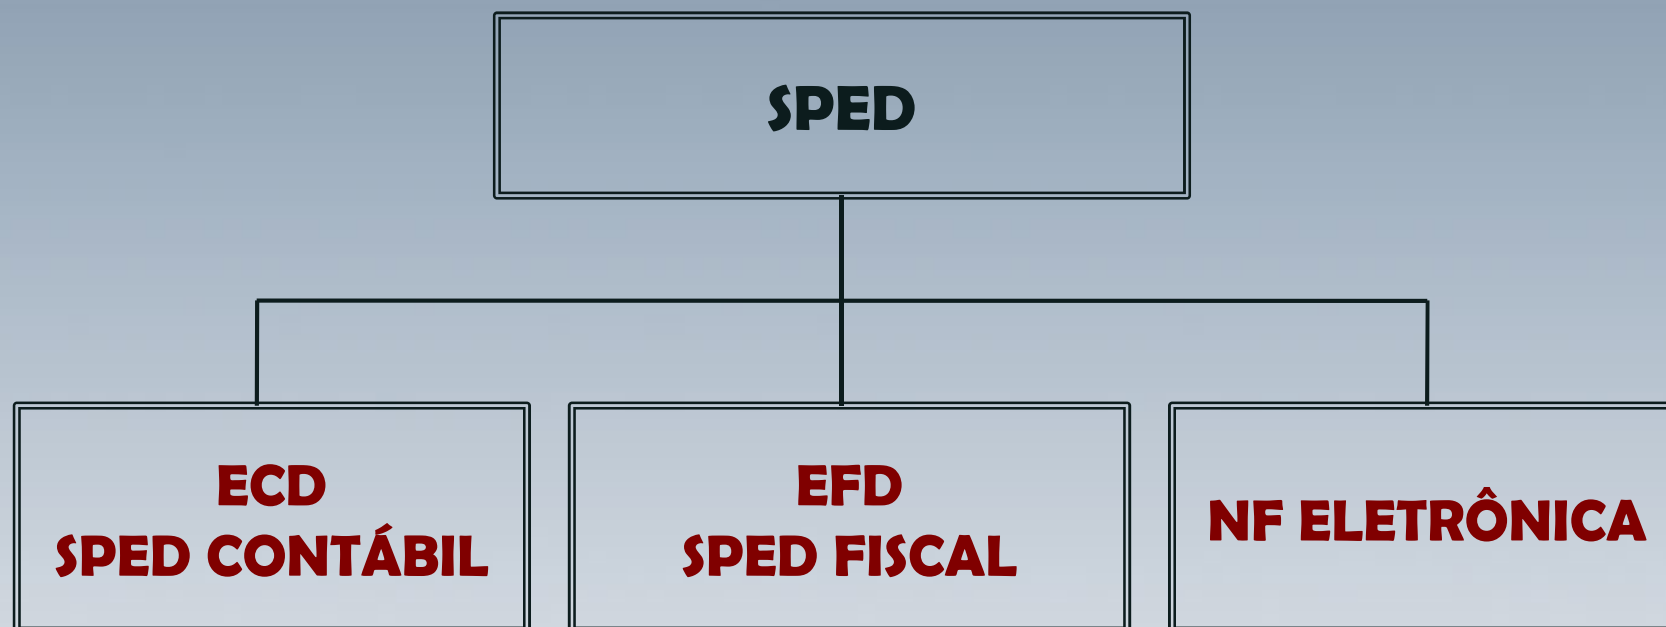 SPED
ECD
SPED CONTÁBIL
EFD
SPED FISCAL
NF ELETRÔNICA